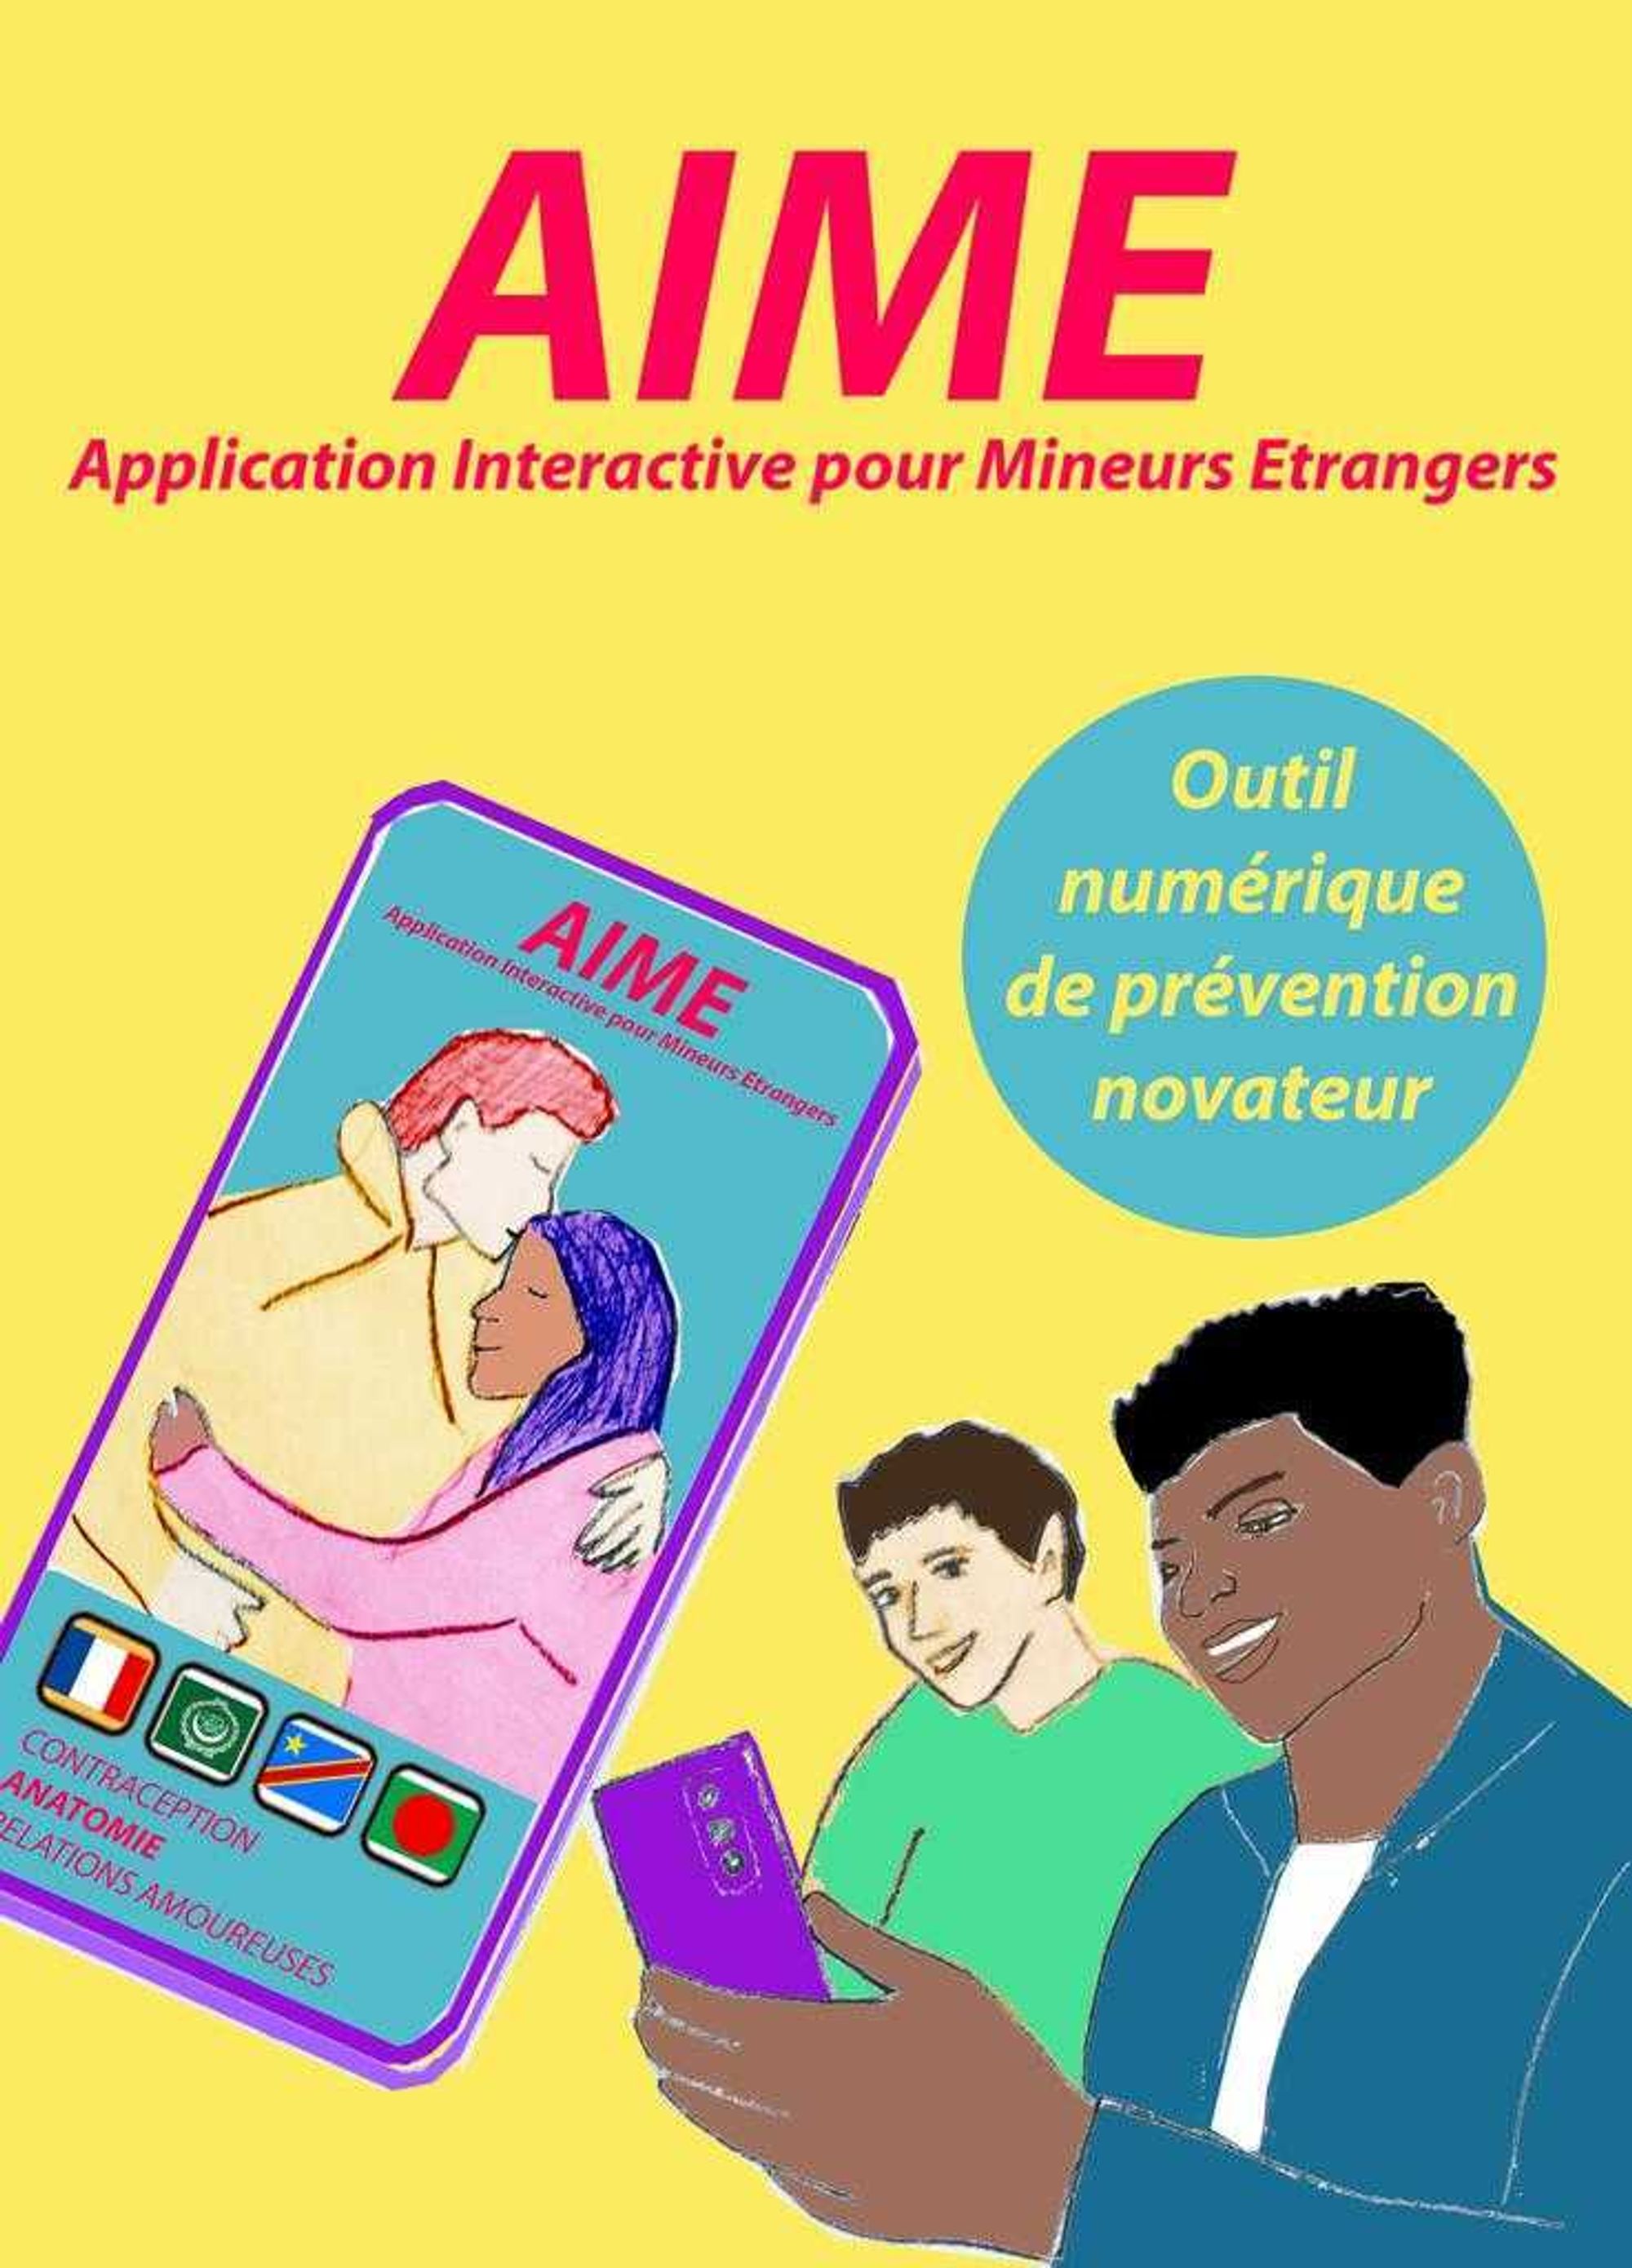 AIME
Application Interactive pour Mineurs Etrangers
Outil
numérique
de prévention
novateur
AIME
Application Interactive pour Mineurs Etrangers
CONTRACEPTION
ANATOMIE
RELATIONS AMOUREUSES